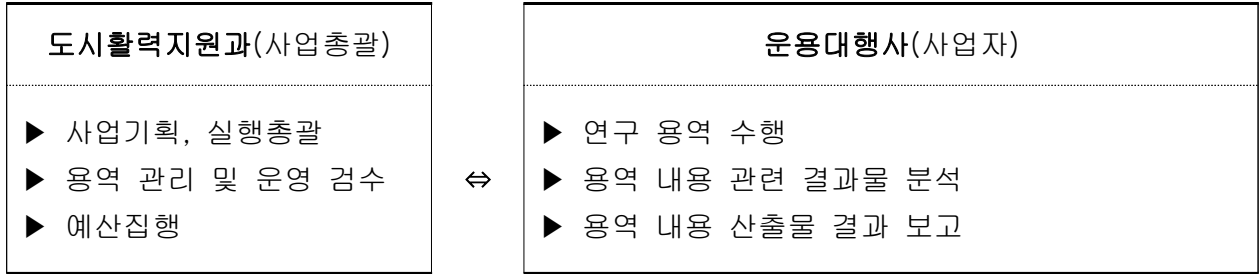 도시활력지원과(사업총괄)
▶ 사업기획, 실행총괄
▶ 용역 관리 및 운영 검수
▶ 예산집행
⇔
운용대행사(사업자)
▶ 연구 용역 수행
▶ 용역 내용 관련 결과물 분석
▶ 용역 내용 산출물 결과 보고